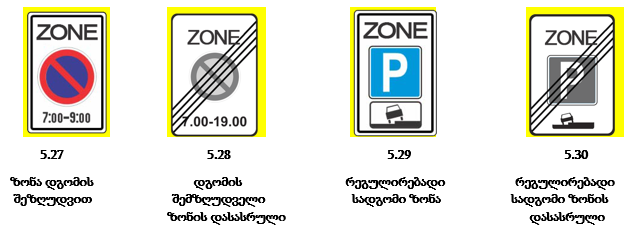 ZONE
7:00-9:00
ZONE
7.00-19.00
ZONE
P
ZONE
P
5.27
5.28
5.29
5.30
ზონა დგომის
შეზღუდვით
დგომის
შემზღუდველი
ზონის დასასრული
რეგულირებადი
სადგომი ზონა
რეგულირებადი
სადგომი ზონის
დასასრული